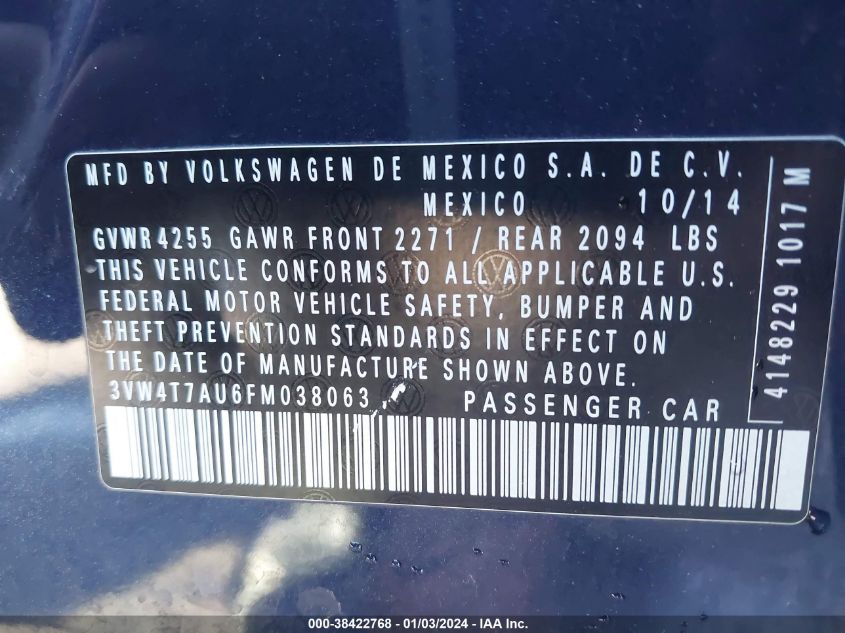 MFD BY VOLKSWAGEN DE MEXICO S.A. DE C.V.
MEXICO 10/14
GVWR 4255 GAWR FRONT 2271 / REAR 2094 LBS
THIS VEHICLE CONFORMS TO ALL APPLICABLE U.S.
FEDERAL MOTOR VEHICLE SAFETY, BUMPER AND
THEFT PREVENTION STANDARDS IN EFFECT ON
THE DATE OF MANUFACTURE SHOWN ABOVE.
3VW4T7AU6FM038063 PASSENGER CAR
4148229 1017 M
000-38422768 - 01/03/2024 - IAA Inc.